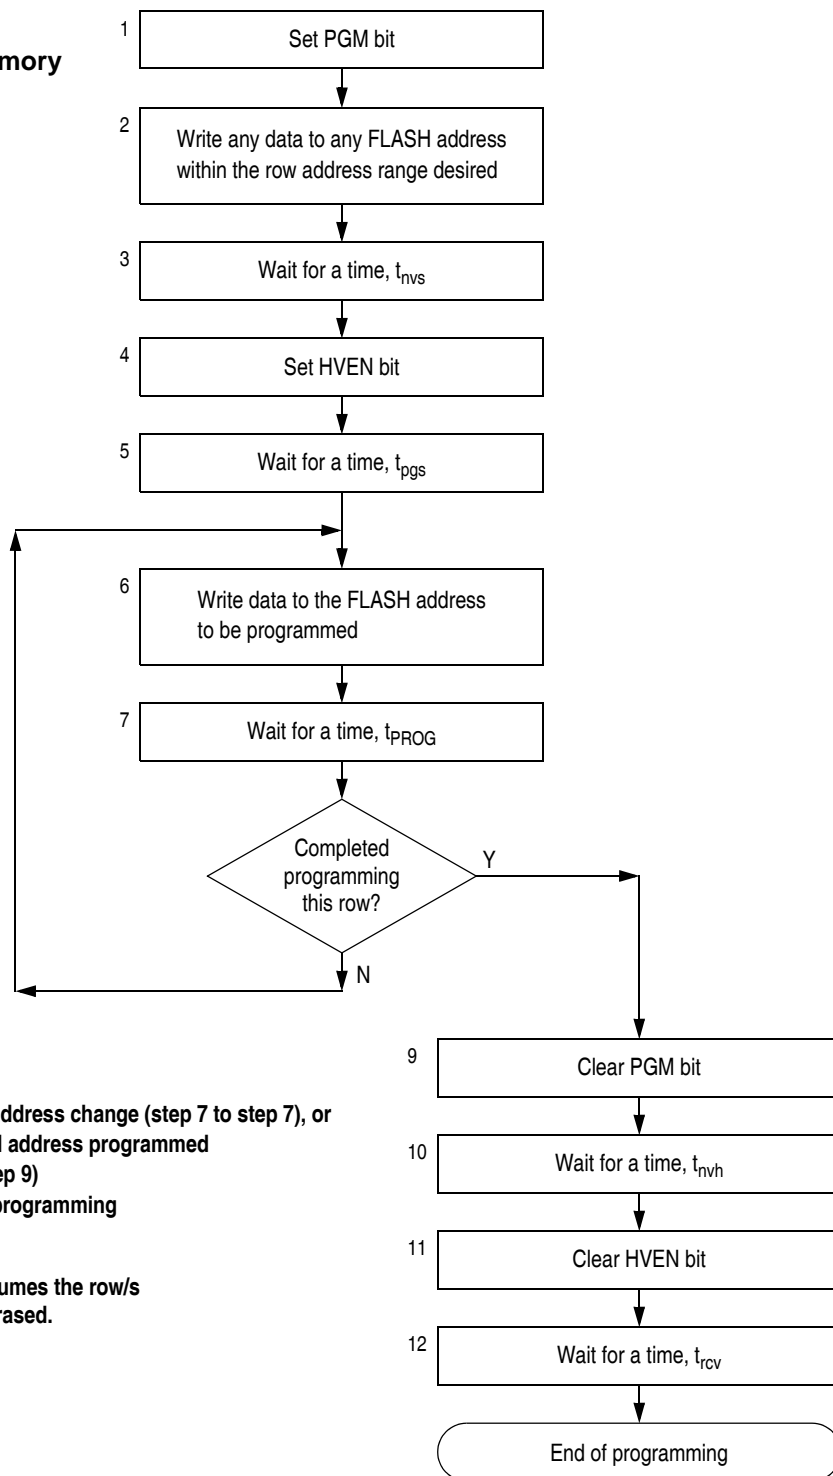 mory
1
Set PGM bit
2
Write any data to any FLASH address
within the row address range desired
3
Wait for a time, tnvs
4
Set HVEN bit
5
Wait for a time, tpgs
6
Write data to the FLASH address
to be programmed
7
Wait for a time, tPROG
Completed
programming
this row?
Y
N
9
Clear PGM bit
ddress change (step 7 to step 7), or
address programmed
ep 9)
programming
10
Wait for a time, tnvh
11
Clear HVEN bit
umes the row/s
rased.
12
Wait for a time, trcv
End of programming